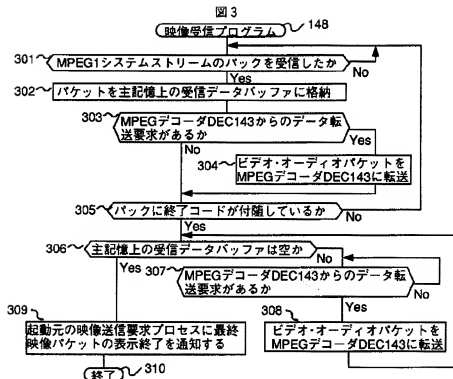 図3
映像受信プログラム 148
301 MPEG1システムストリームのパックを受信したか
Yes
No
302 パケットを主記憶上の受信データバッファに格納
303 MPEGデコーダDEC143からのデータ転
送要求があるか
Yes
No
304 ビデオ・オーディオパケットを
MPEGデコーダDEC143に転送
305 パックに終了コードが付随しているか
No
Yes
306 主記憶上の受信データバッファは空か
No
Yes
307 MPEGデコーダDEC143からのデータ転
送要求があるか
No
Yes
308 ビデオ・オーディオパケットを
MPEGデコーダDEC143に転送
309 起動元の映像送信要求プロセスに最終
映像パケットの表示終了を通知する
終了 310